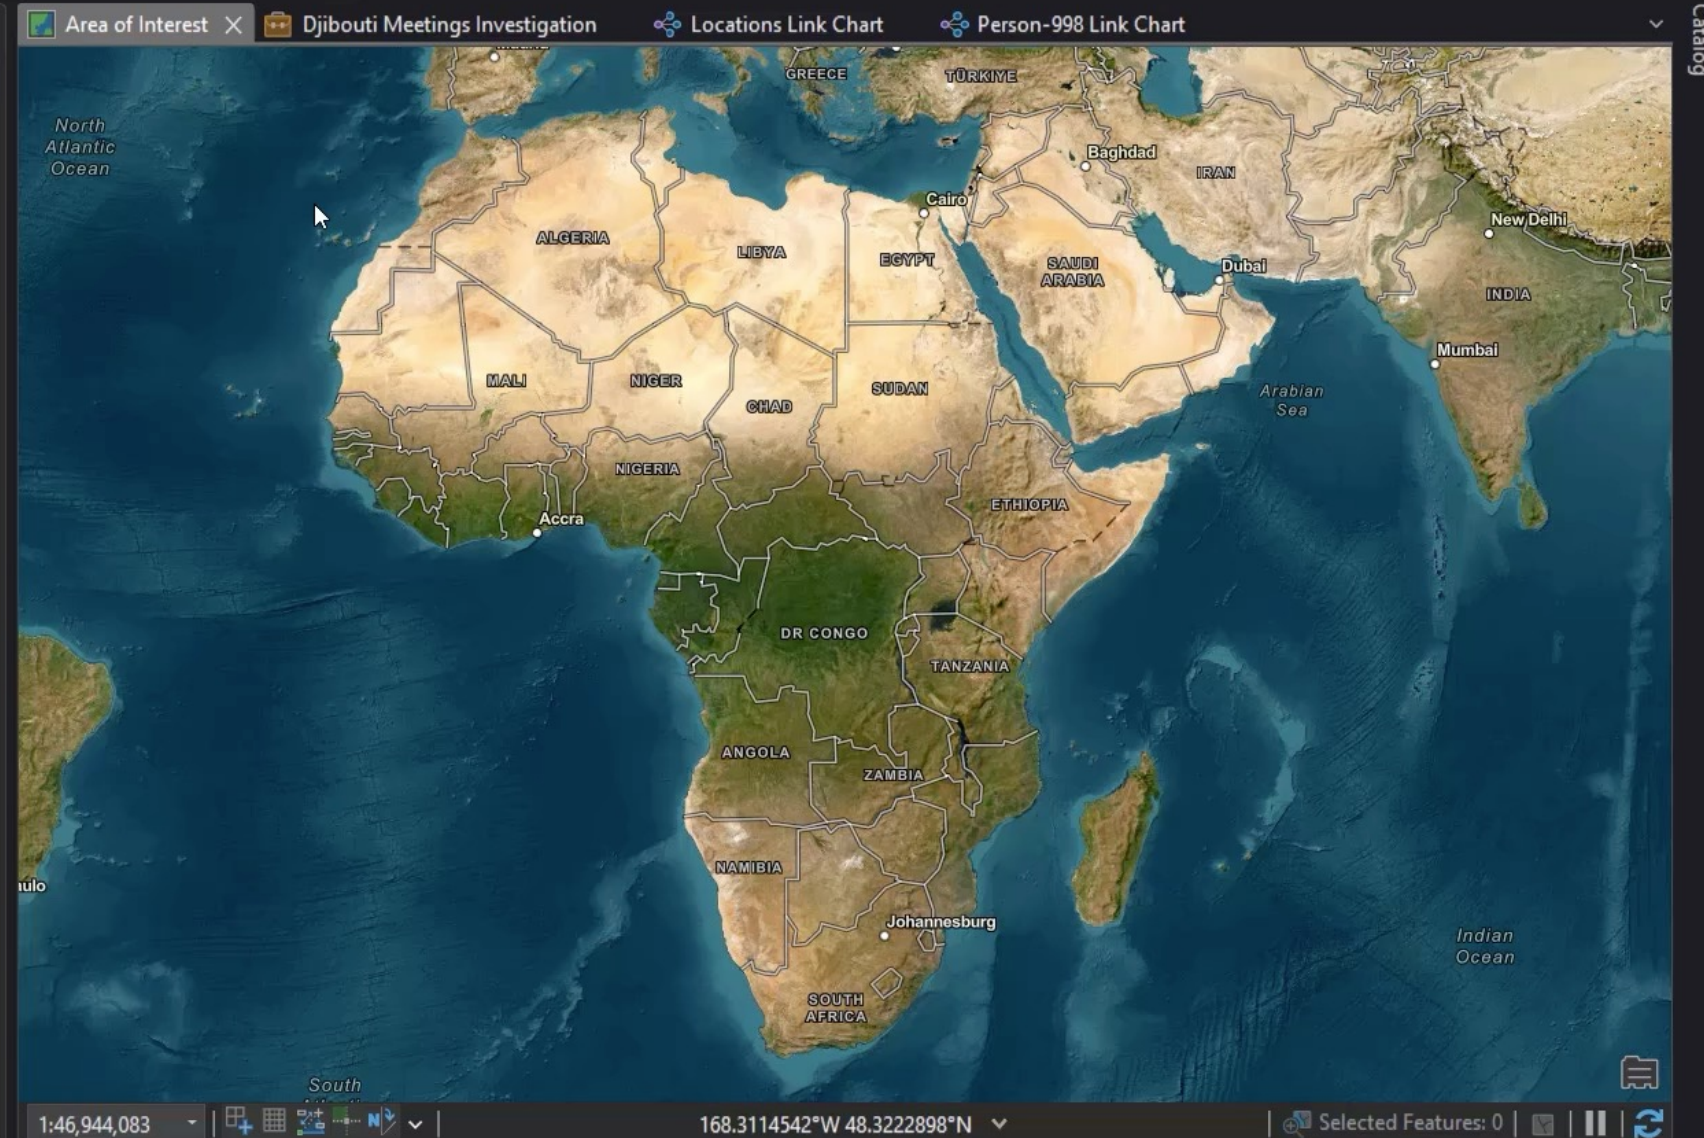 Area of Interest
Djibouti Meetings Investigation
Locations Link Chart
Person-998 Link Chart
Catalog
GREECE
TÜRKIYE
North
Atlantic
Ocean
Baghdad
IRAN
Cairo
New Delhi
ALGERIA
LIBYA
EGYPT
SAUDI
ARABIA
Dubai
INDIA
Mumbai
MALI
NIGER
CHAD
SUDAN
Arabian
Sea
NIGERIA
ETHIOPIA
Accra
DR CONGO
TANZANIA
ANGOLA
ZAMBIA
NAMIBIA
ulo
Johannesburg
Indian
Ocean
SOUTH
AFRICA
South
1:46,944,083
N
168.3114542°W 48.3222898°N
Selected Features: 0